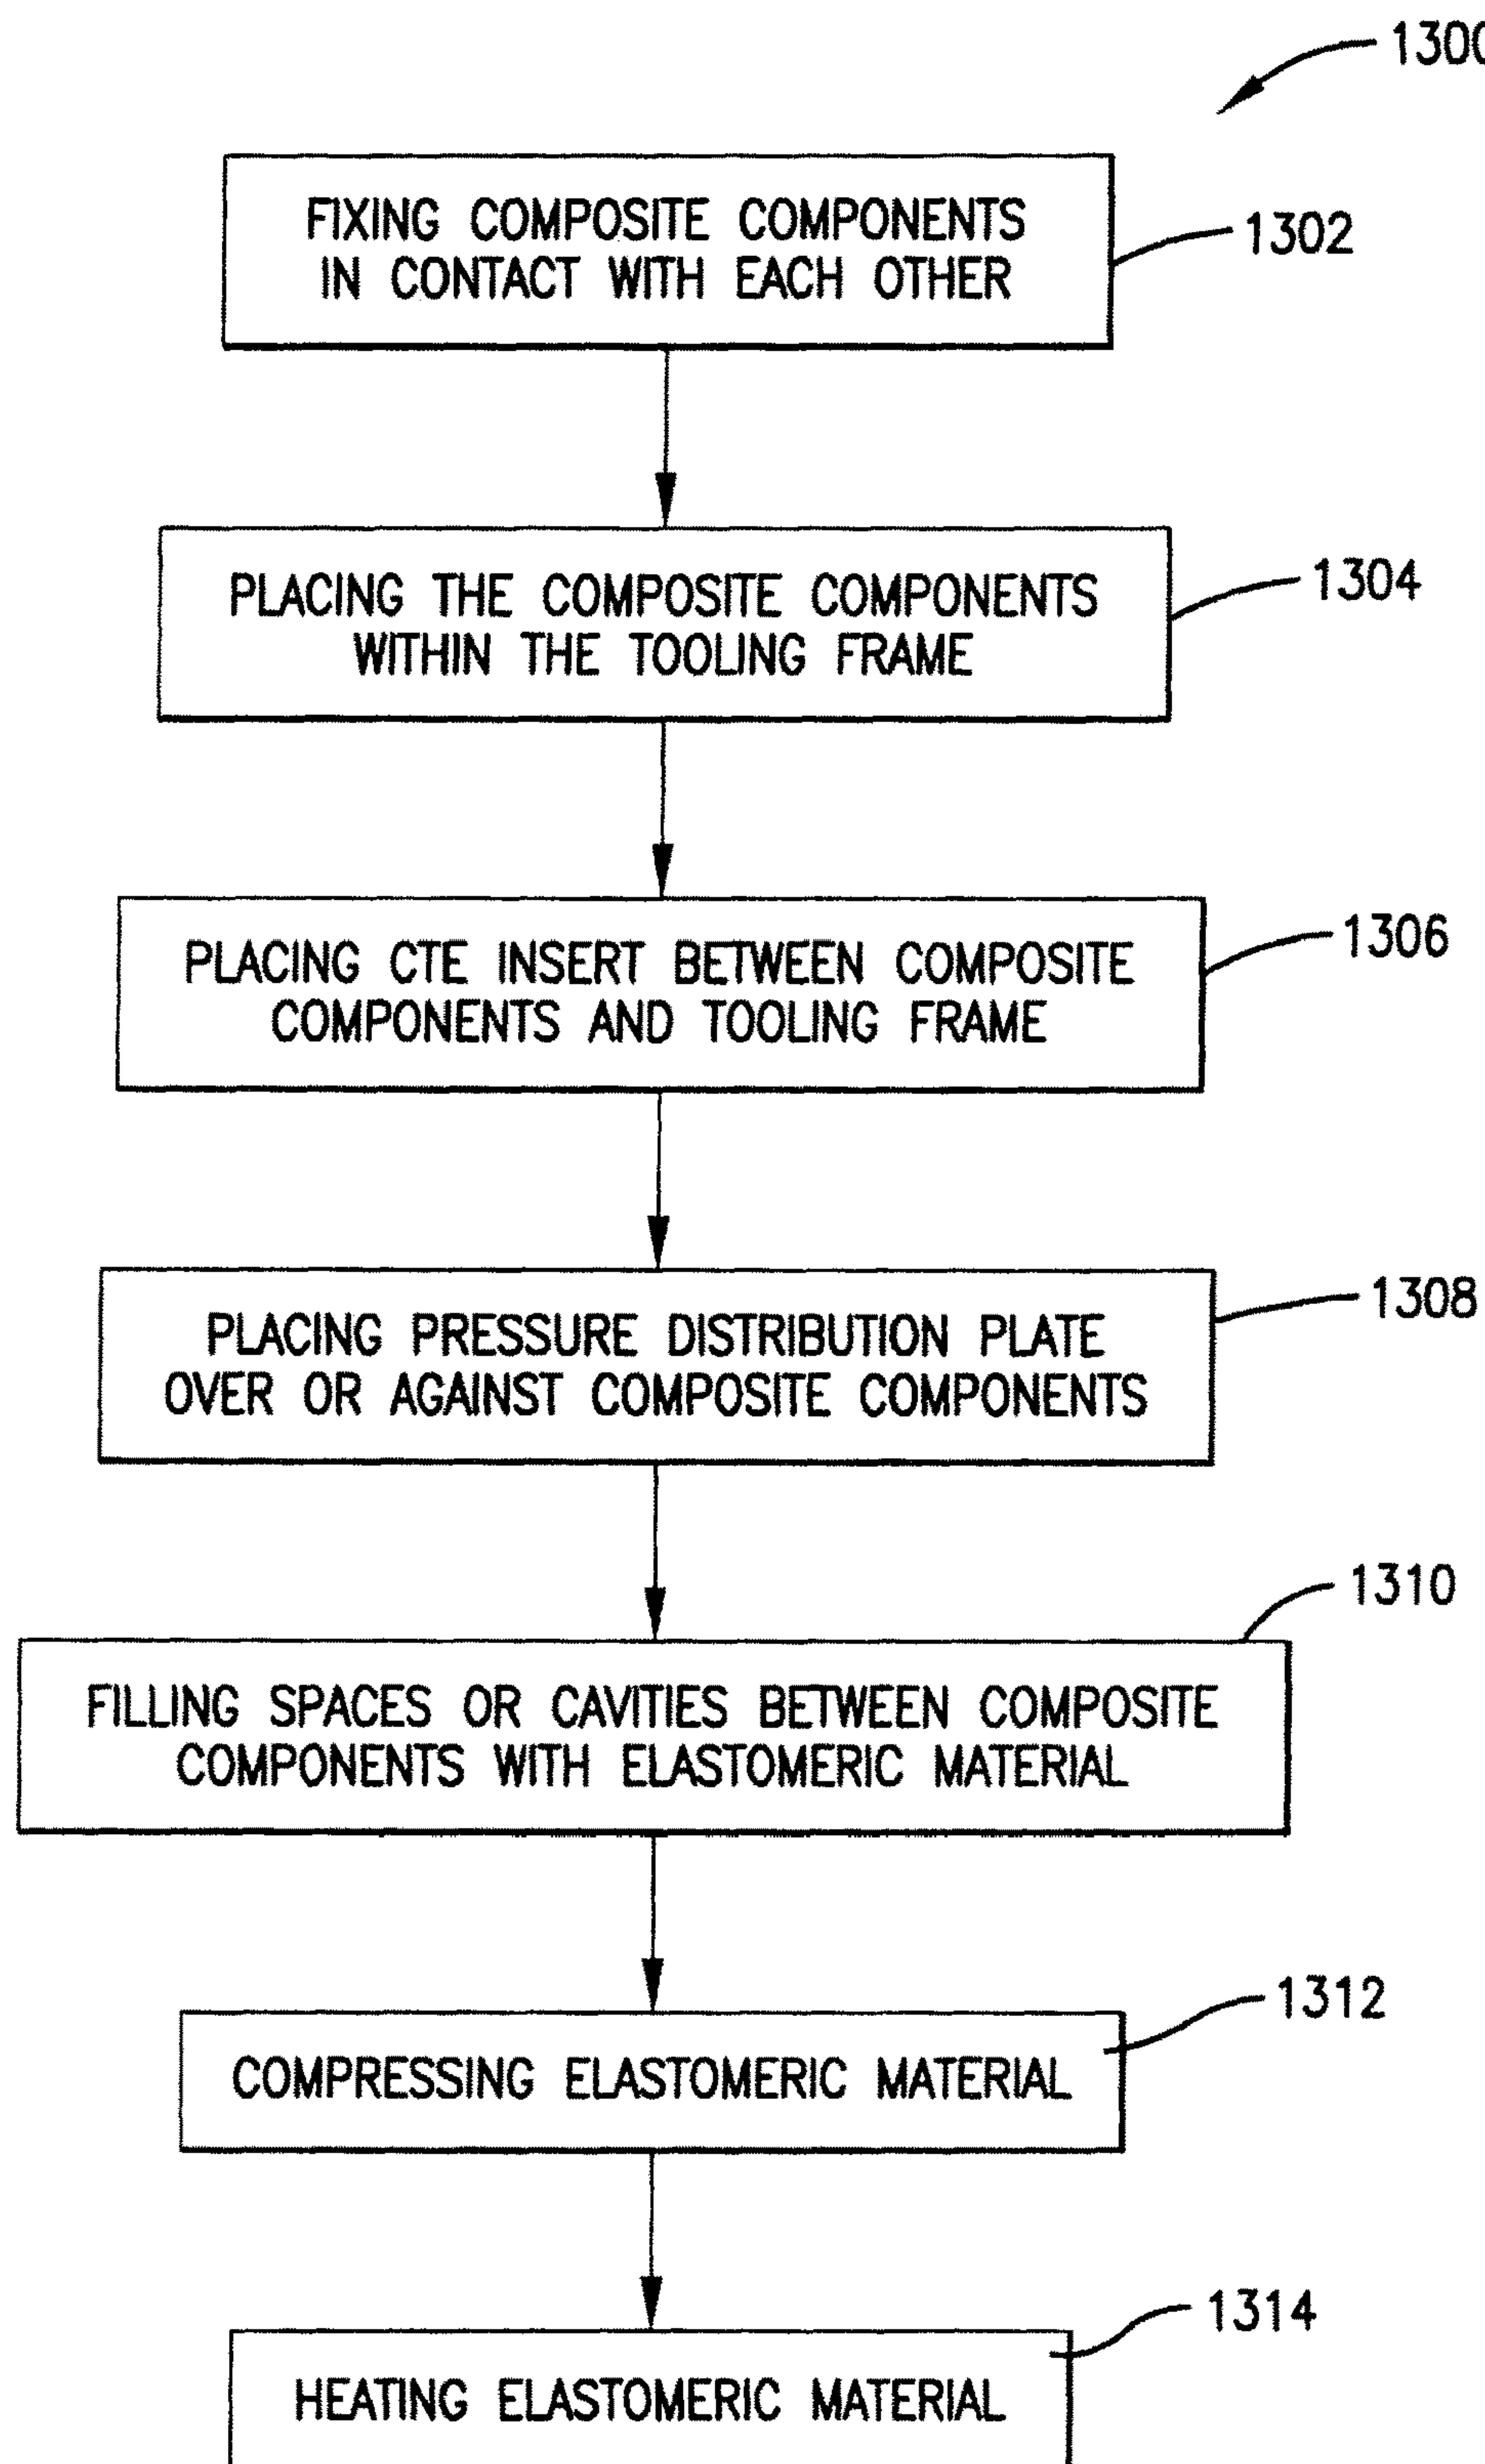 1300
FIXING COMPOSITE COMPONENTS
IN CONTACT WITH EACH OTHER
1302
PLACING THE COMPOSITE COMPONENTS
WITHIN THE TOOLING FRAME
1304
PLACING CTE INSERT BETWEEN COMPOSITE
COMPONENTS AND TOOLING FRAME
1306
PLACING PRESSURE DISTRIBUTION PLATE
OVER OR AGAINST COMPOSITE COMPONENTS
1308
FILLING SPACES OR CAVITIES BETWEEN COMPOSITE
COMPONENTS WITH ELASTOMERIC MATERIAL
1310
COMPRESSING ELASTOMERIC MATERIAL
1312
HEATING ELASTOMERIC MATERIAL
1314